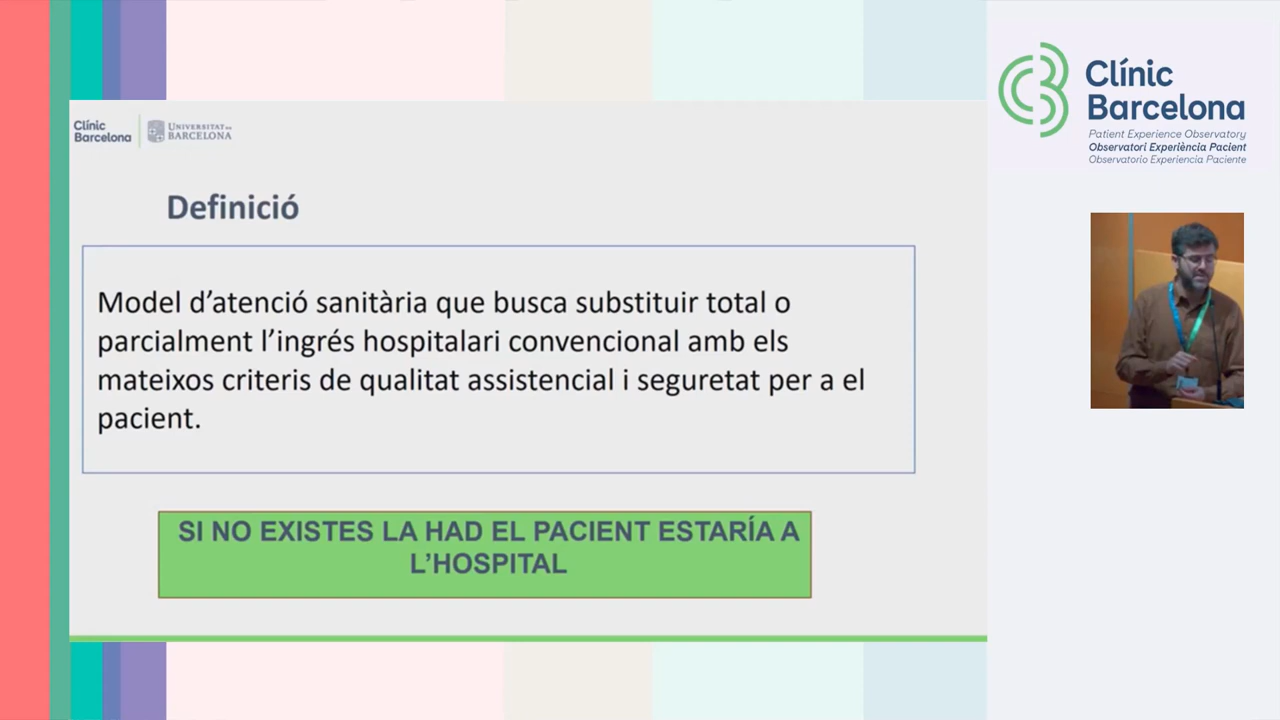 Clínic
Barcelona
UNIVERSITAT DE
BARCELONA
Definició
Model d’atenció sanitària que busca substituir total o
parcialment l’ingrés hospitalari convencional amb els
mateixos criteris de qualitat assistencial i seguretat per a el
pacient.
SI NO EXISTES LA HAD EL PACIENT ESTARÍA A
L’HOSPITAL
Clínic
Barcelona
Patient Experience Observatory
Observatori Experiència Pacient
Observatorio Experiencia Paciente